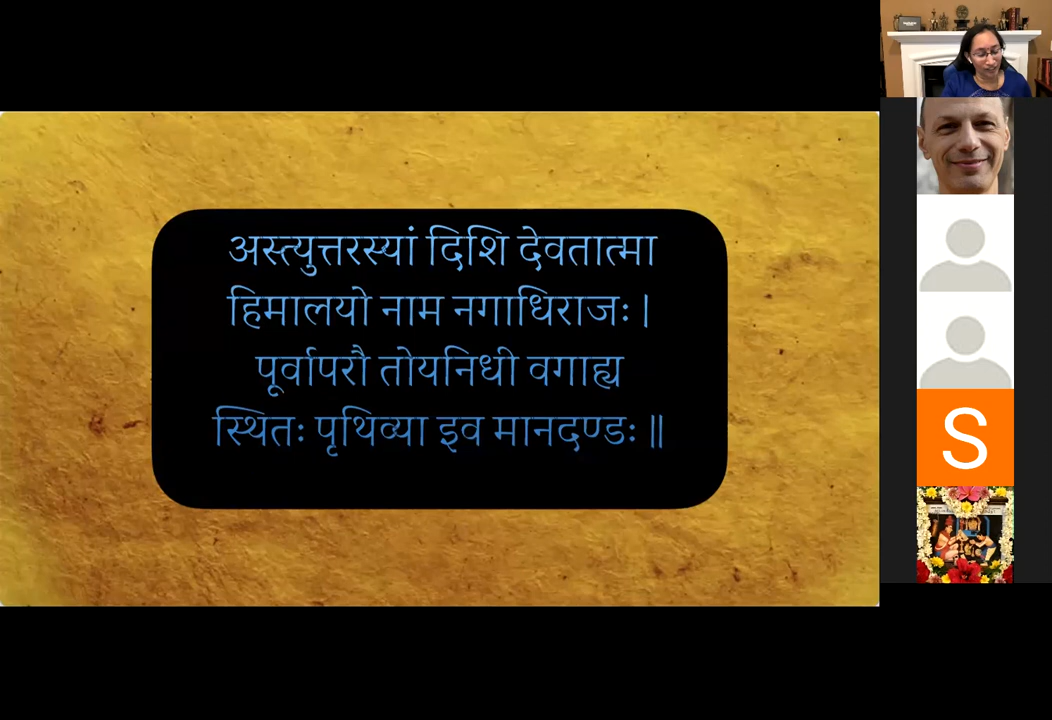 अस्त्युत्तरस्यां दिशि देवतात्मा
हिमालयो नाम नगाधिराजः |
पूर्वापरौ तोयनिधी वगाह्य
स्थितः पृथिव्या इव मानदण्डः ||
S